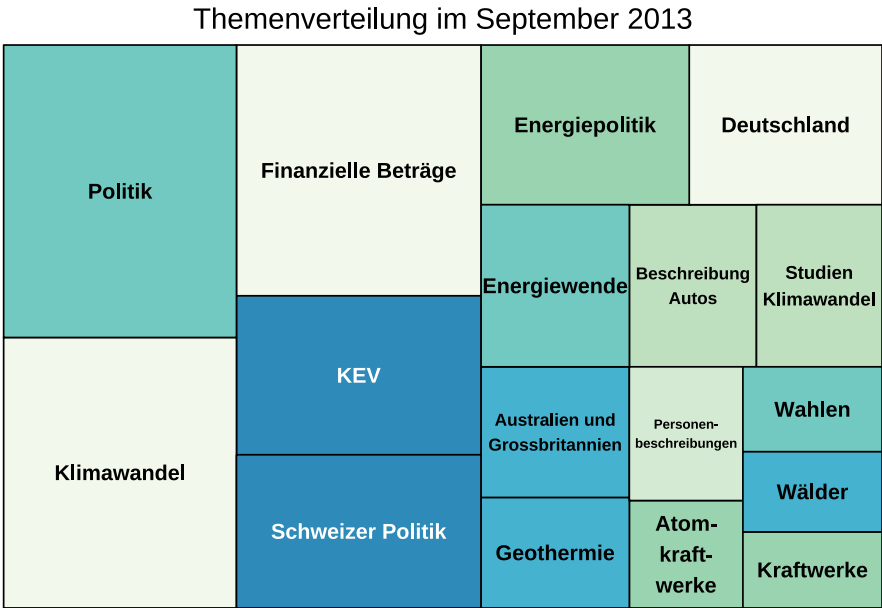 Themenverteilung im September 2013
Politik
Klimawandel
Finanzielle Beträge
KEV
Schweizer Politik
Energiepolitik
Deutschland
Energiewende
Beschreibung
Autos
Studien
Klimawandel
Australien und
Grossbritannien
Geothermie
Personen-
beschreibungen
Atom-
kraft-
werke
Wahlen
Wälder
Kraftwerke